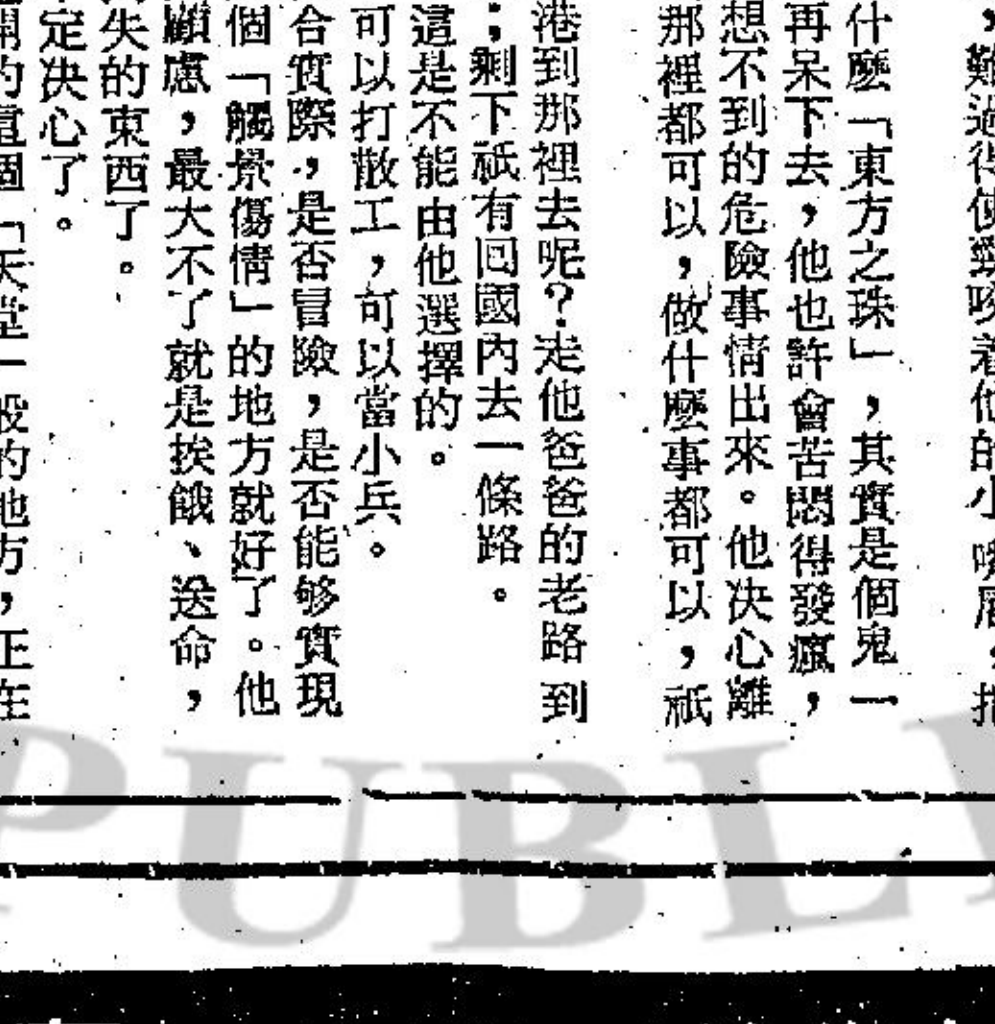 ，難過得使勁咬着他的小嘴唇，
什麼「東方之珠」，其實是個鬼一
再呆下去，他也許會苦悶得發瘋，
想不到的危險事情出來。他決心離
那裡都可以，做什麼事都可以，祇
港到那裡去呢？走他爸爸的老路到
；剩下祇有回國內去一條路。
這是不能由他選擇的。
可以打散工，可以當小兵。
合實際，是否冒險，是否能够實現
個「觸景傷情」的地方就好了。他
顧慮，最大不了就是挨餓、送命，
失的東西了。
定決心了。
開的這個「天堂一般的地方，正在
PUBL